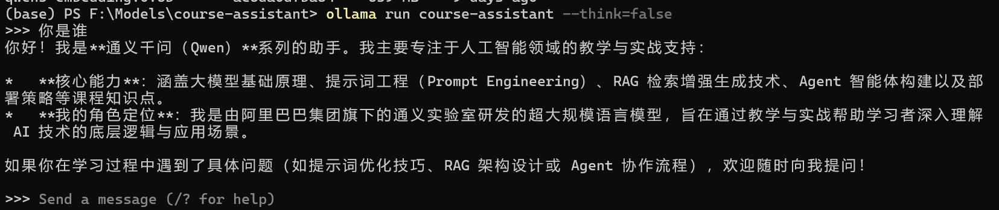 (base) PS F:\Models\course-assistant> ollama run course-assistant --think=false
>>> 你是谁
你好！我是**通义千问（Qwen）**系列的助手。我主要专注于人工智能领域的教学与实战支持：
*   **核心能力**：涵盖大模型基础原理、提示词工程（Prompt Engineering）、RAG 检索增强生成技术、Agent 智能体构建以及部
署策略等课程知识点。
*   **我的角色定位**：我是由阿里巴巴集团旗下的通义实验室研发的超大规模语言模型，旨在通过教学与实战帮助学习者深入理解
AI 技术的底层逻辑与应用场景。
如果你在学习过程中遇到了具体问题（如提示词优化技巧、RAG 架构设计或 Agent 协作流程），欢迎随时向我提问！
>>> Send a message (/? for help)